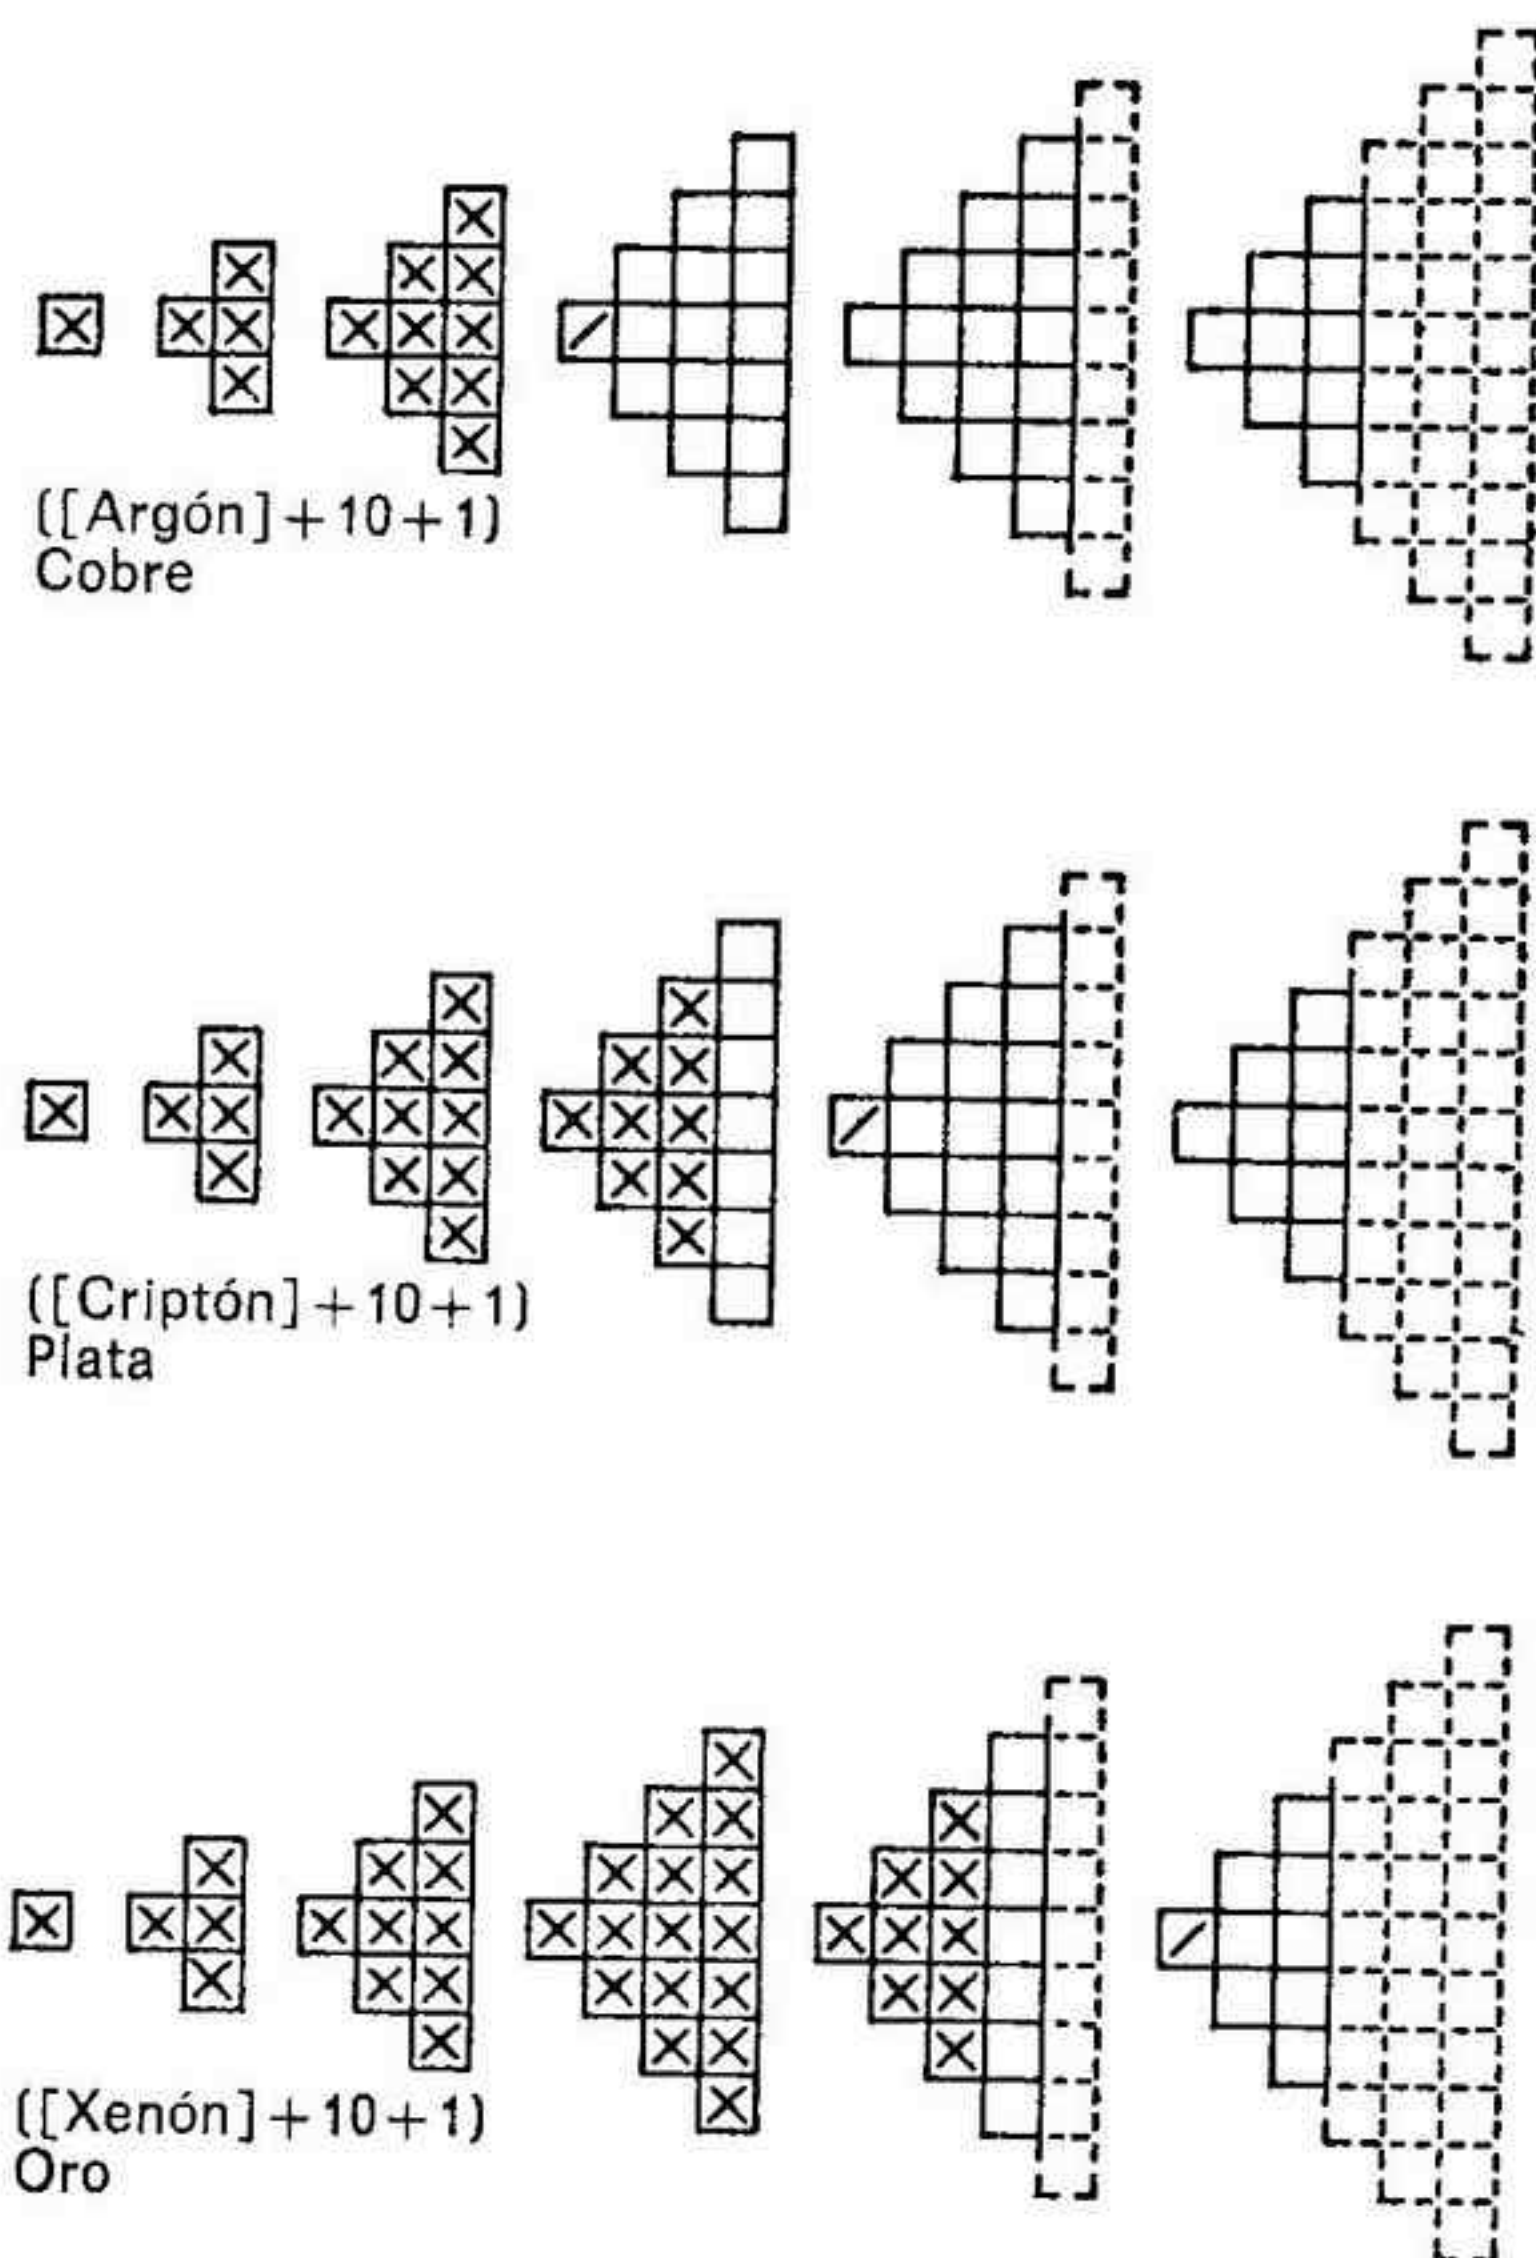 ([Argón]+10+1)
Cobre
([Criptón]+10+1)
Plata
([Xenón]+10+1)
Oro